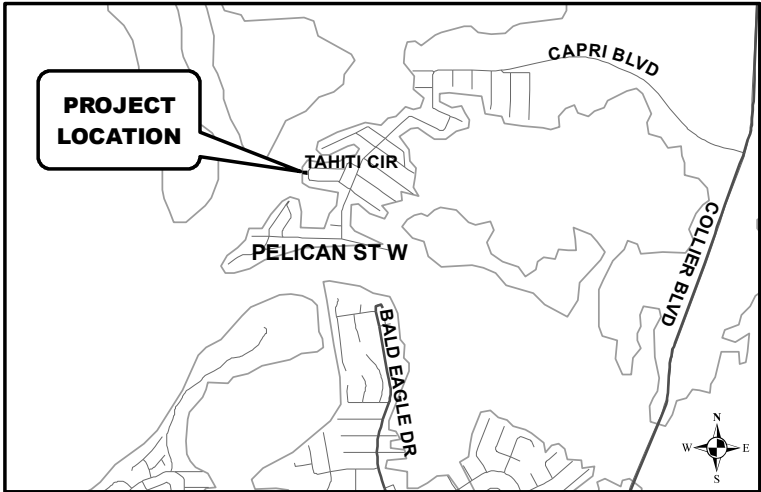 CAPRI BLVD
PROJECT
LOCATION
TAHITI CIR
COLLIER BLVD
PELICAN ST W
BALD EAGLE DR
N
W E
S